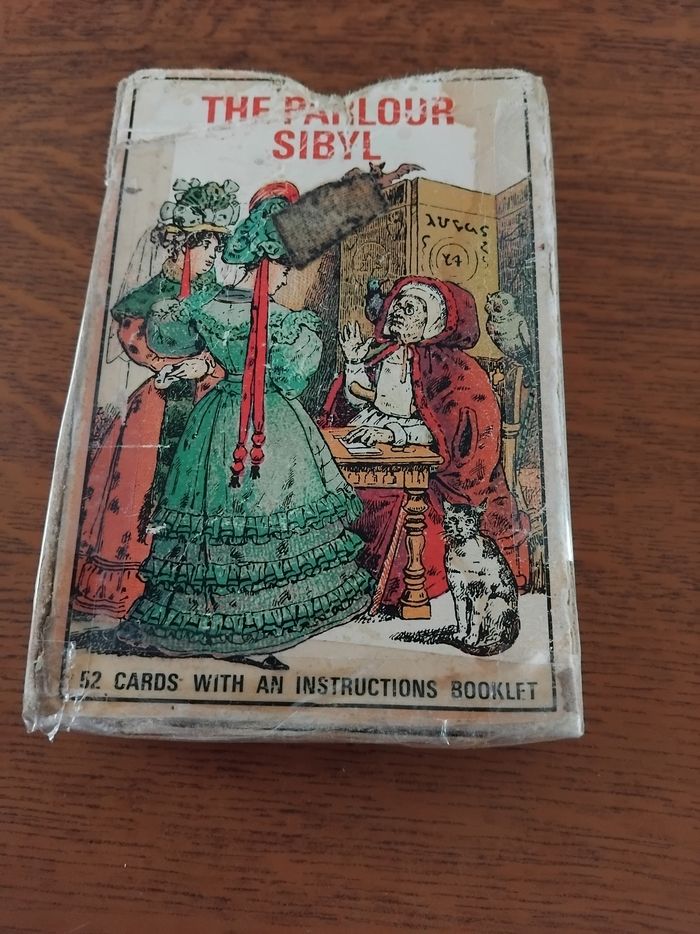 THE PARLOUR
SIBYL
52 CARDS WITH AN INSTRUCTIONS BOOKLET